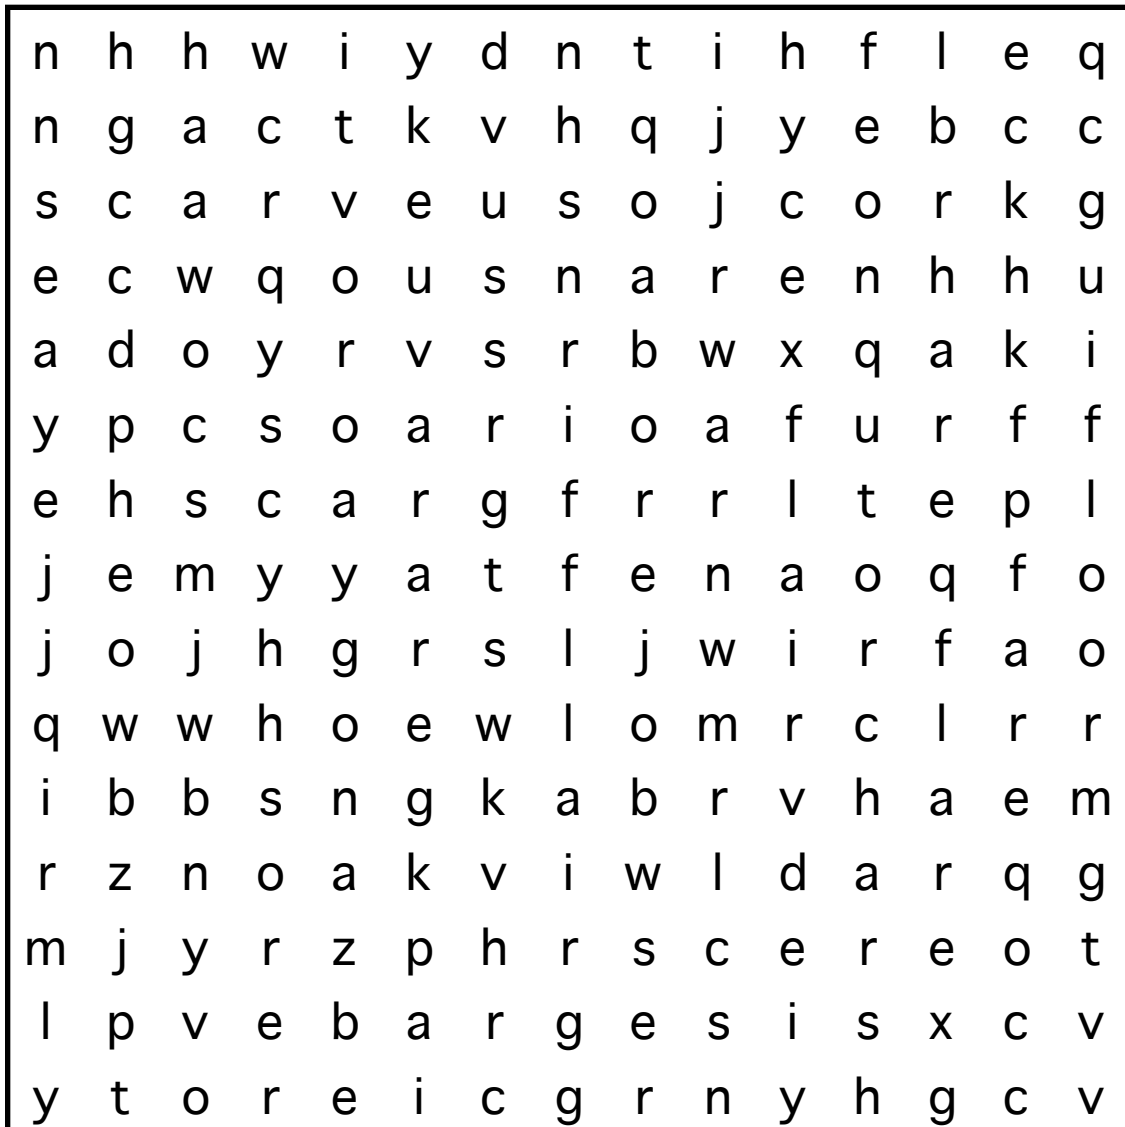 n h h w i y d n t i h f l e q
n g a c t k v h q j y e b c c
s c a r v e u s o j c o r k g
e c w q o u s n a r e n h h u
a d o y r v s r b w x q a k i
y p c s o a r i o a f u r f f
e h s c a r g f r r l t e p l
j e m y y a t f e n a o q f o
j o j h g r s l j w i r f a o
q w w h o e w l o m r c l r r
i b b s n g k a b r v h a e m
r z n o a k v i w l d a r q g
m j y r z p h r s c e r e o t
l p v e b a r g e s i s x c v
y t o r e i c g r n y h g c v